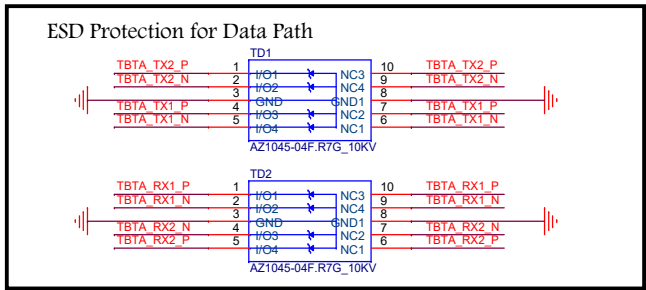 ESD Protection for Data Path
TD1
TBTA_TX2_P 1 I/O1 NC3 10 TBTA_TX2_P
TBTA_TX2_N 2 I/O2 NC4 9 TBTA_TX2_N
3 GND GND1 8
TBTA_TX1_P 4 I/O3 NC2 7 TBTA_TX1_P
TBTA_TX1_N 5 I/O4 NC1 6 TBTA_TX1_N
AZ1045-04F.R7G_10KV
TD2
TBTA_RX1_P 1 I/O1 NC3 10 TBTA_RX1_P
TBTA_RX1_N 2 I/O2 NC4 9 TBTA_RX1_N
3 GND GND1 8
TBTA_RX2_N 4 I/O3 NC2 7 TBTA_RX2_N
TBTA_RX2_P 5 I/O4 NC1 6 TBTA_RX2_P
AZ1045-04F.R7G_10KV